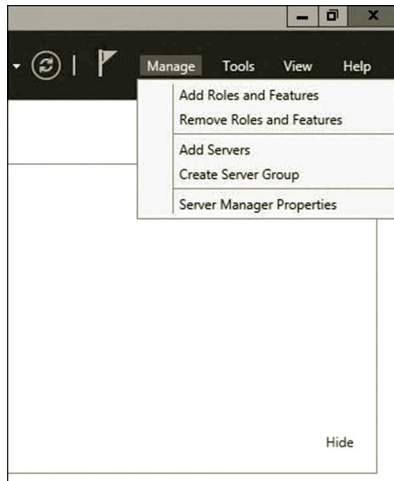 Manage Tools View Help
Add Roles and Features
Remove Roles and Features
Add Servers
Create Server Group
Server Manager Properties
Hide